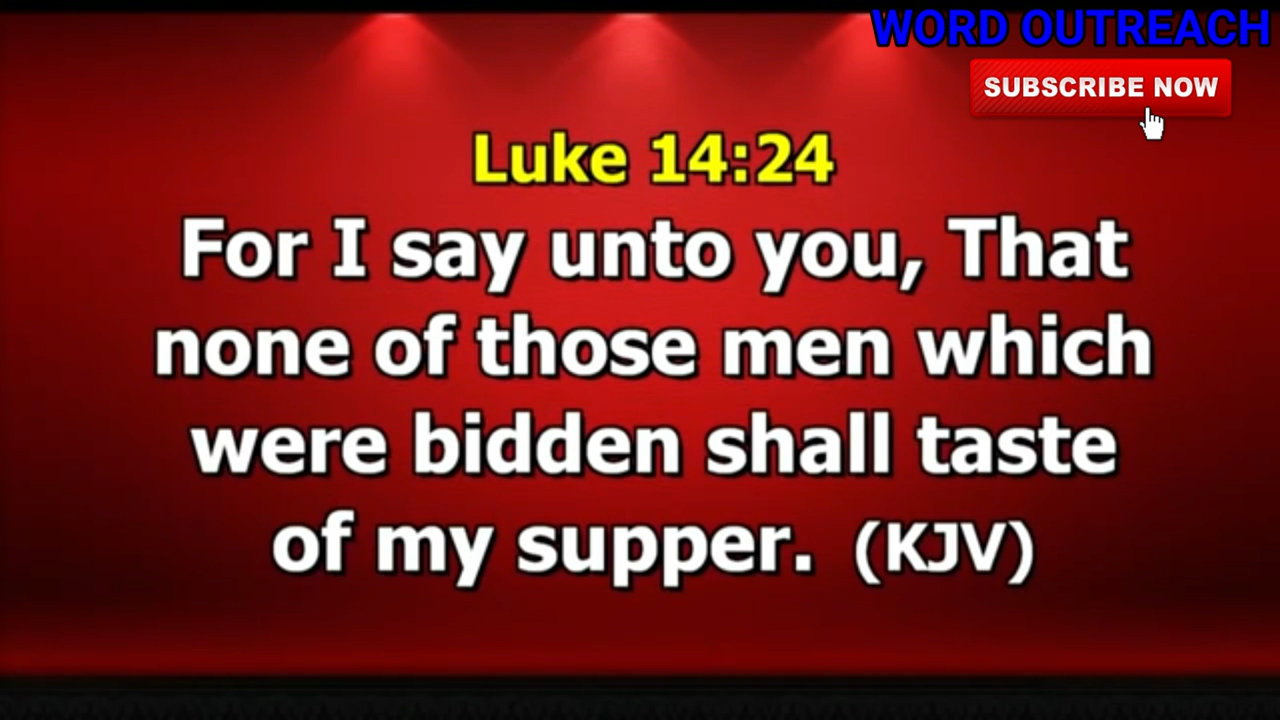 WORD OUTREACH
SUBSCRIBE NOW
Luke 14:24
For I say unto you, That
none of those men which
were bidden shall taste
of my supper. (KJV)